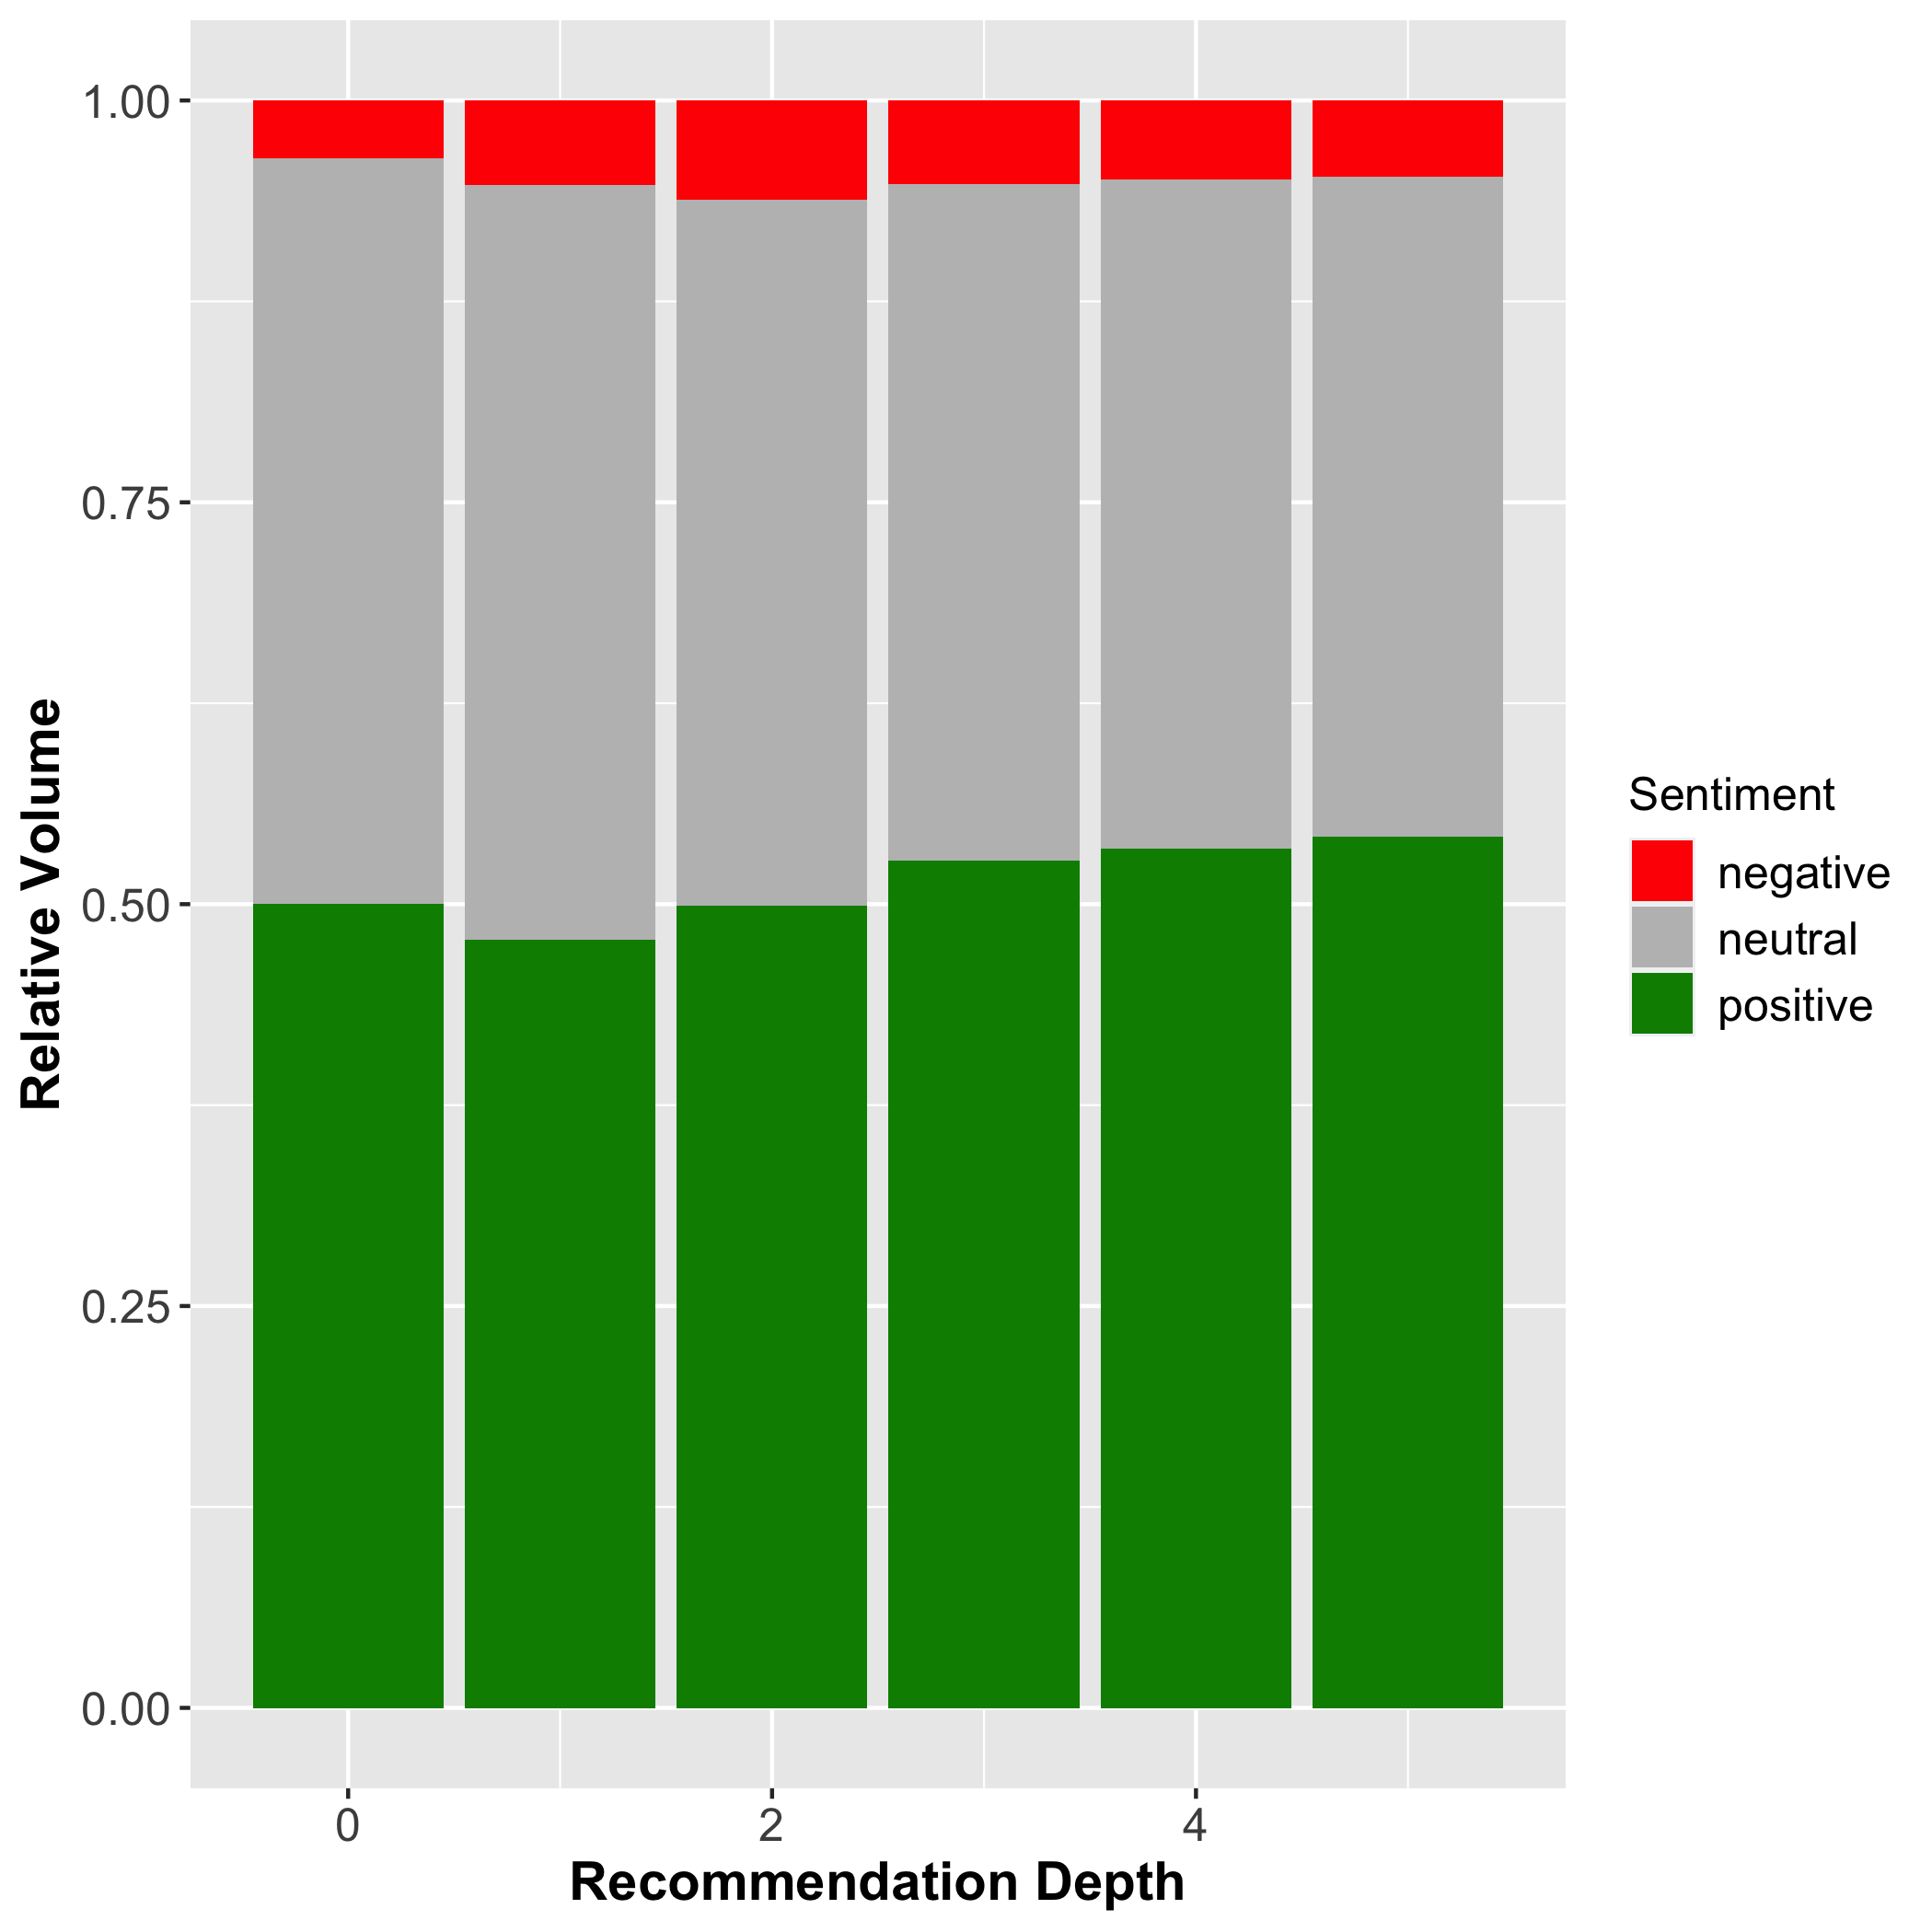 1.00
0.75
0.50
0.25
0.00
Relative Volume
0
2
4
Recommendation Depth
Sentiment
negative
neutral
positive